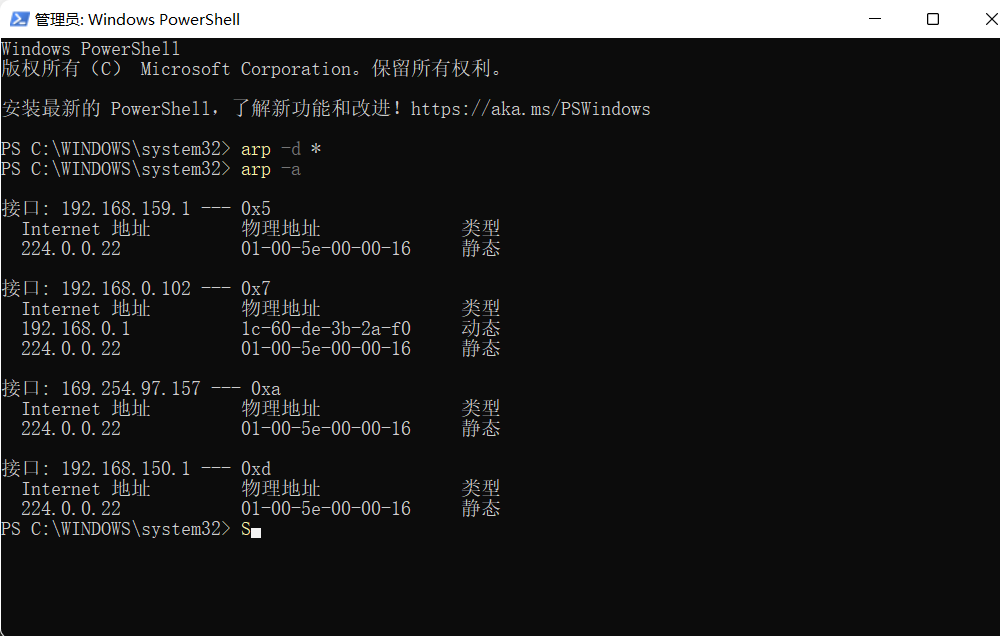 管理员: Windows PowerShell
Windows PowerShell
版权所有（C） Microsoft Corporation。保留所有权利。
安装最新的 PowerShell，了解新功能和改进！https://aka.ms/PSWindows
PS C:\WINDOWS\system32> arp -d *
PS C:\WINDOWS\system32> arp -a
接口: 192.168.159.1 --- 0x5
  Internet 地址         物理地址              类型
  224.0.0.22            01-00-5e-00-00-16     静态
接口: 192.168.0.102 --- 0x7
  Internet 地址         物理地址              类型
  192.168.0.1           1c-60-de-3b-2a-f0     动态
  224.0.0.22            01-00-5e-00-00-16     静态
接口: 169.254.97.157 --- 0xa
  Internet 地址         物理地址              类型
  224.0.0.22            01-00-5e-00-00-16     静态
接口: 192.168.150.1 --- 0xd
  Internet 地址         物理地址              类型
  224.0.0.22            01-00-5e-00-00-16     静态
PS C:\WINDOWS\system32> S